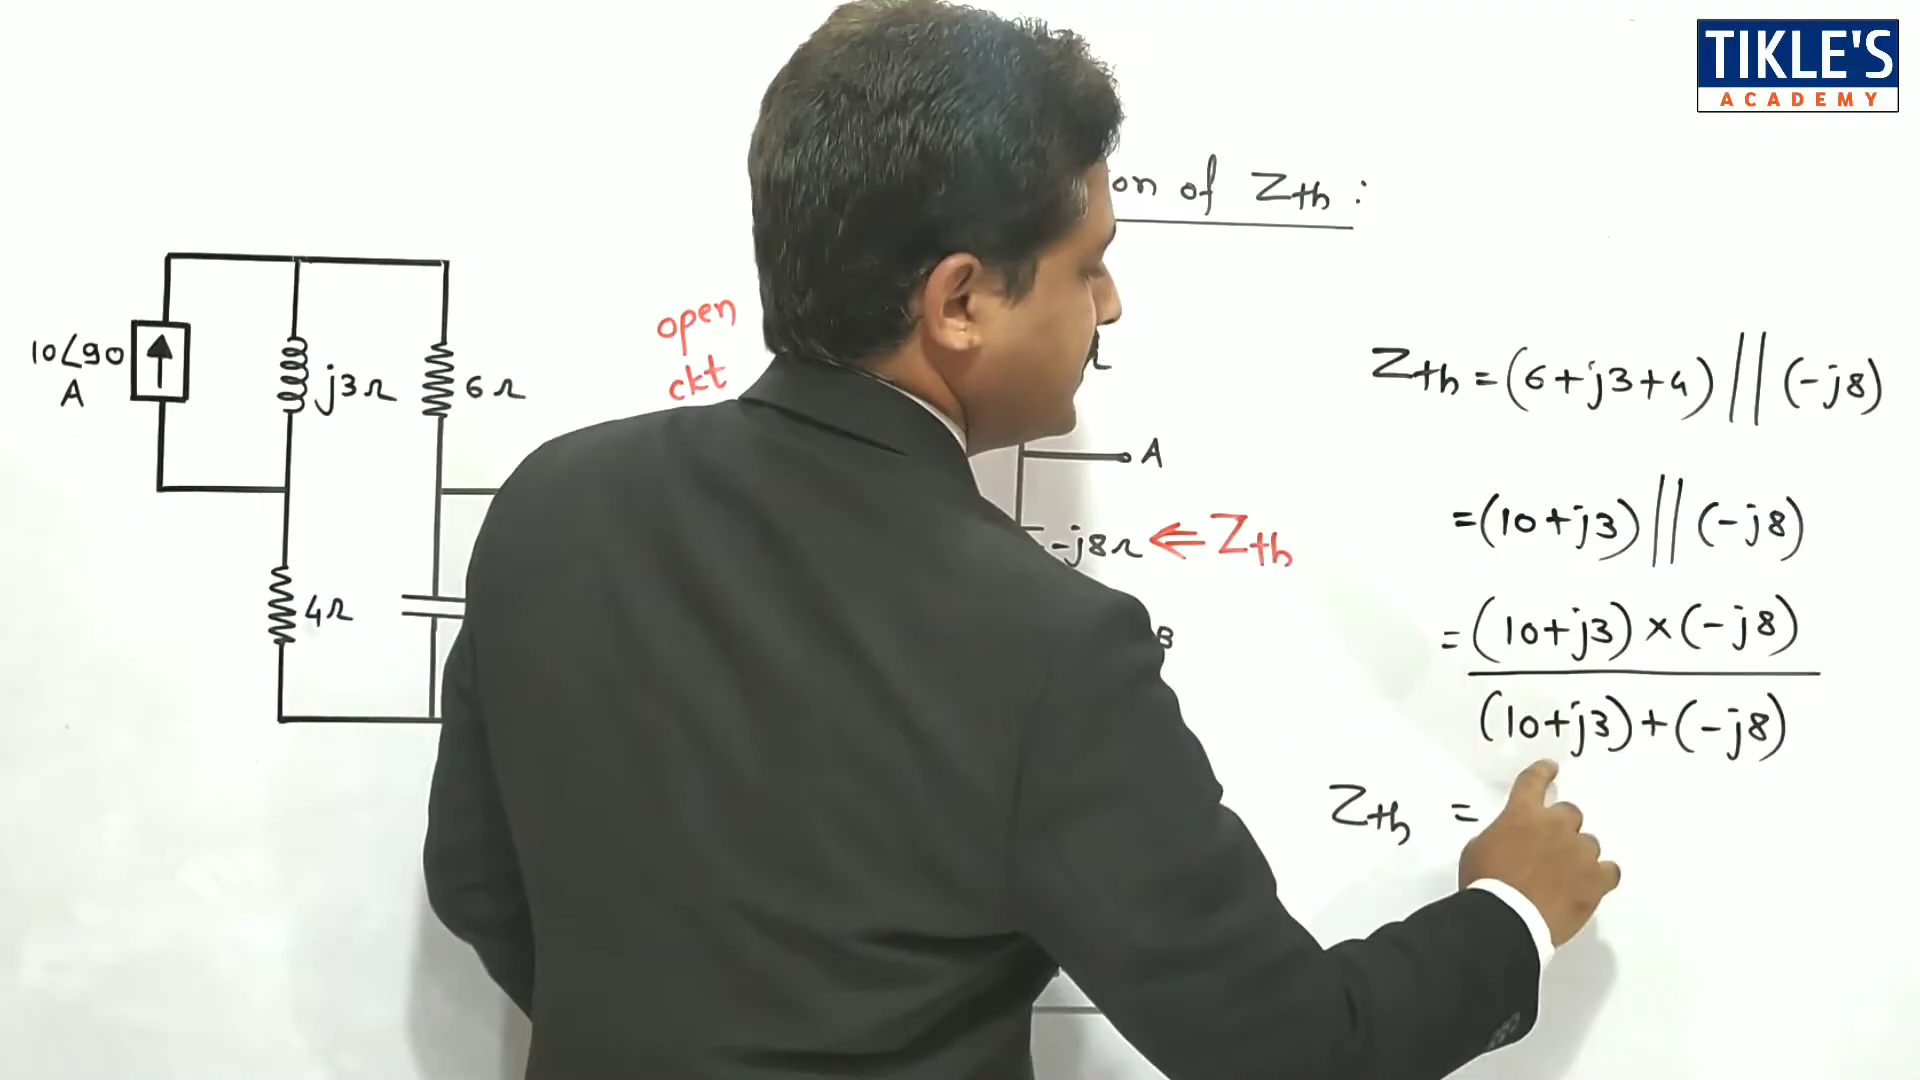 TIKLE'S
ACADEMY
on of Zth :
10∠90
A
j3Ω
6Ω
4Ω
open
ckt
A
-j8Ω ⇐ Zth
B
Zth = (6+j3+4) || (-j8)
= (10+j3) || (-j8)
= (10+j3) × (-j8)
(10+j3)+(-j8)
Zth =